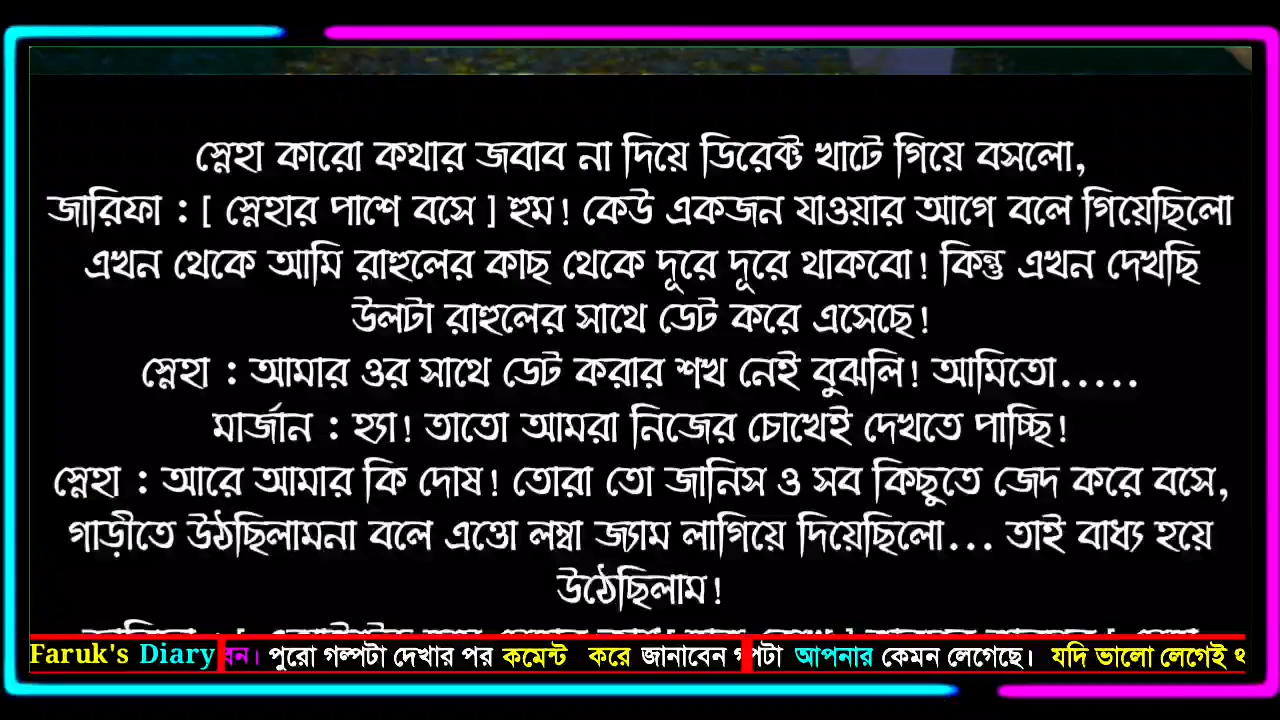 স্নেহা কারো কথার জবাব না দিয়ে ডিরেক্ট খাটে গিয়ে বসলো,
জারিফা : [ স্নেহার পাশে বসে ] হুম! কেউ একজন যাওয়ার আগে বলে গিয়েছিলো
এখন থেকে আমি রাহুলের কাছ থেকে দূরে দূরে থাকবো! কিন্তু এখন দেখছি
উলটা রাহুলের সাথে ডেট করে এসেছে!
স্নেহা : আমার ওর সাথে ডেট করার শখ নেই বুঝলি! আমিতো.....
মার্জান : হ্যা! তাতো আমরা নিজের চোখেই দেখতে পাচ্ছি!
স্নেহা : আরে আমার কি দোষ! তোরা তো জানিস ও সব কিছুতে জেদ করে বসে,
গাড়ীতে উঠছিলামনা বলে এত্তো লম্বা জ্যাম লাগিয়ে দিয়েছিলো... তাই বাধ্য হয়ে
উঠেছিলাম!
Faruk's Diary পুরো গল্পটা দেখার পর কমেন্ট করে জানাবেন আপনার কেমন লেগেছে। যদি ভালো লেগেই